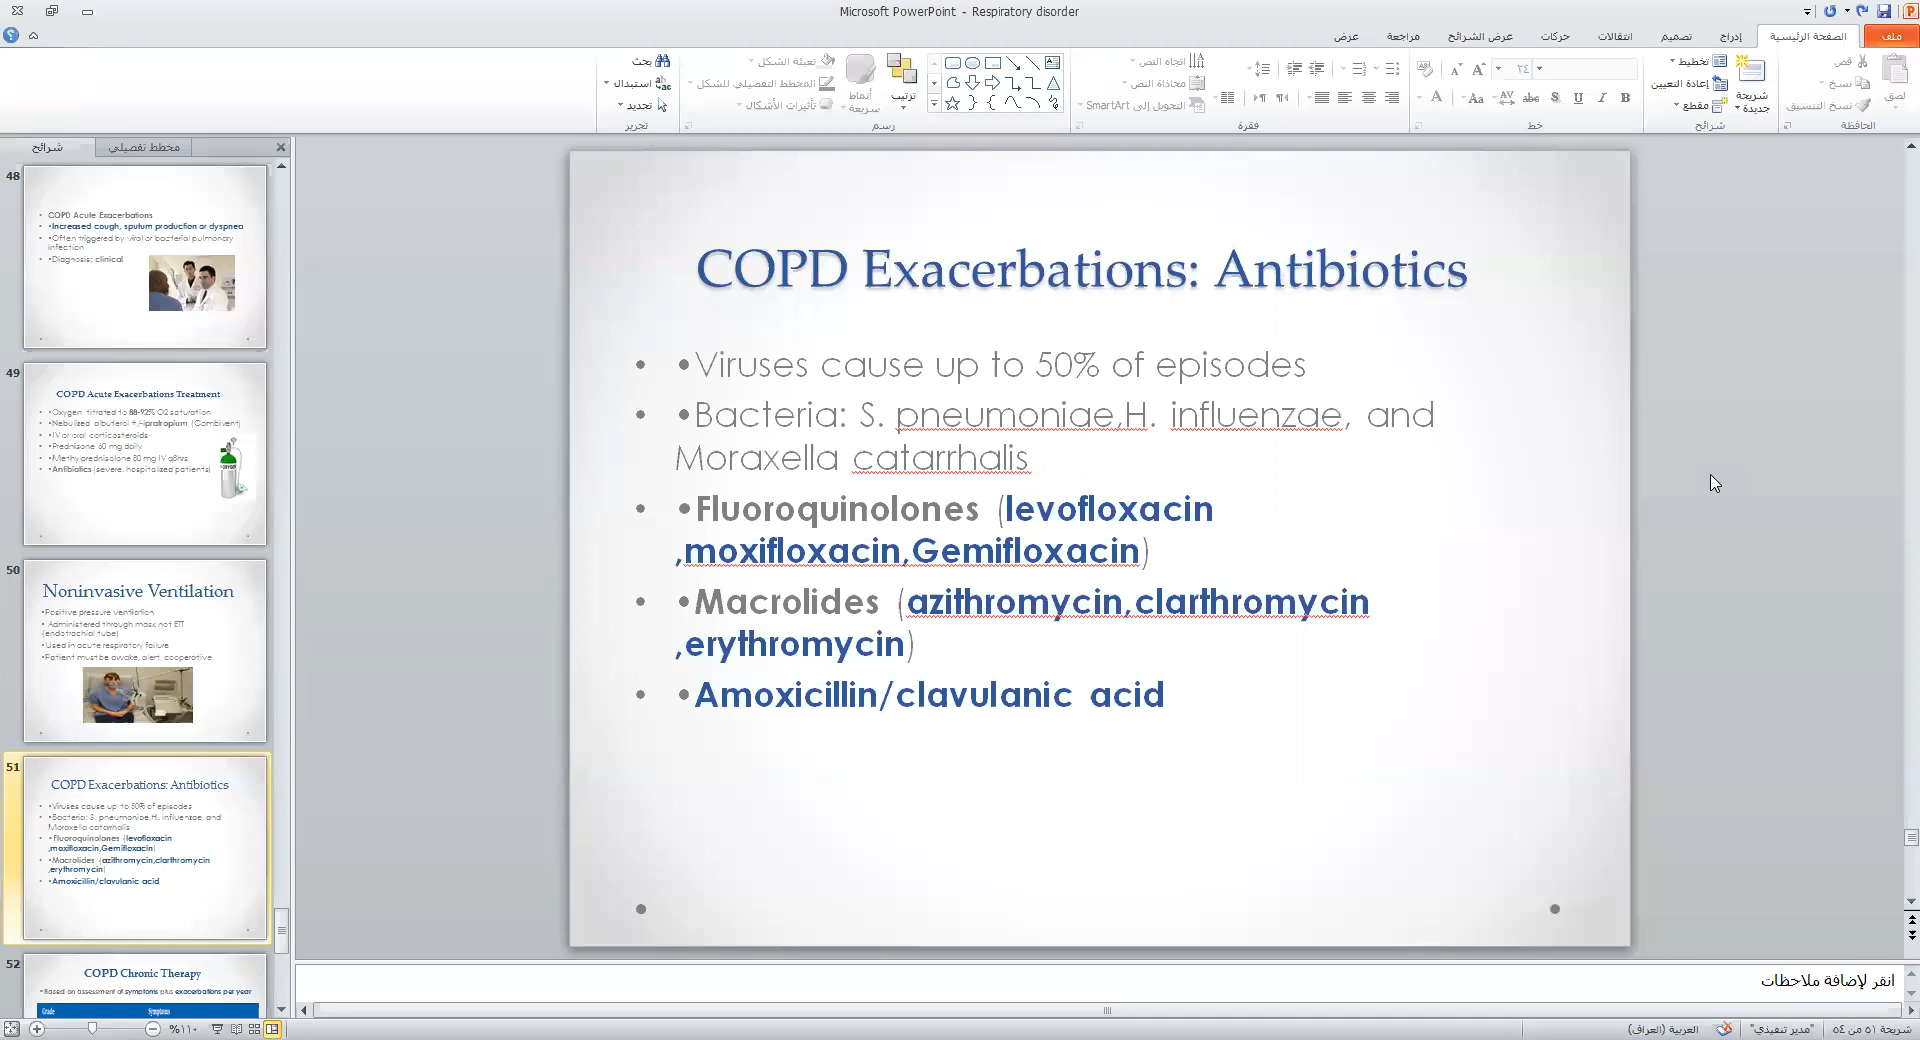 Microsoft PowerPoint - Respiratory disorder
ملف
الصفحة الرئيسية
إدراج
تصميم
انتقالات
حركات
عرض الشرائح
مراجعة
عرض
لصق
قص
نسخ
نسخ التنسيق
الحافظة
شريحة جديدة
تخطيط
إعادة التعيين
مقطع
شرائح
٢٤
خط
اتجاه النص
محاذاة النص
التحويل إلى SmartArt
فقرة
ترتيب
أنماط سريعة
تعبئة الشكل
المخطط التفصيلي للشكل
تأثيرات الأشكال
رسم
بحث
استبدال
تحديد
تحرير
شرائح
مخطط تفصيلي
48
• COPD Acute Exacerbations
• •Increased cough, sputum production or dyspnea
• •Often triggered by viral or bacterial pulmonary
infection
• •Diagnosis: clinical
49
COPD Acute Exacerbations Treatment
• •Oxygen titrated to 88-92% O2 saturation
• •Nebulized albuterol +/-ipratropium (Combivent)
• •IV or oral corticosteroids
• •Prednisone 60 mg daily
• •Methylprednisolone 80 mg IV q8hrs
• •Antibiotics (severe, hospitalized patients)
50
Noninvasive Ventilation
•Positive pressure ventilation
• Administered through mask not ETT
(endotrachial tube)
•Used in acute respiratory failure
•Patient must be awake, alert, cooperative
51
COPD Exacerbations: Antibiotics
• •Viruses cause up to 50% of episodes
• •Bacteria: S. pneumoniae,H. influenzae, and
Moraxella catarrhalis
• •Fluoroquinolones (levofloxacin
,moxifloxacin,Gemifloxacin)
• •Macrolides (azithromycin,clarthromycin
,erythromycin)
• •Amoxicillin/clavulanic acid
52
COPD Chronic Therapy
•Based on assessment of symptoms plus exacerbations per year
Grade
Symptoms
COPD Exacerbations: Antibiotics
• •Viruses cause up to 50% of episodes
• •Bacteria: S. pneumoniae,H. influenzae, and
Moraxella catarrhalis
• •Fluoroquinolones (levofloxacin
,moxifloxacin,Gemifloxacin)
• •Macrolides (azithromycin,clarthromycin
,erythromycin)
• •Amoxicillin/clavulanic acid
انقر لإضافة ملاحظات
شريحة ٥١ من ٥٤
"مدير تنفيذي"
العربية (العراق)
%١١٠